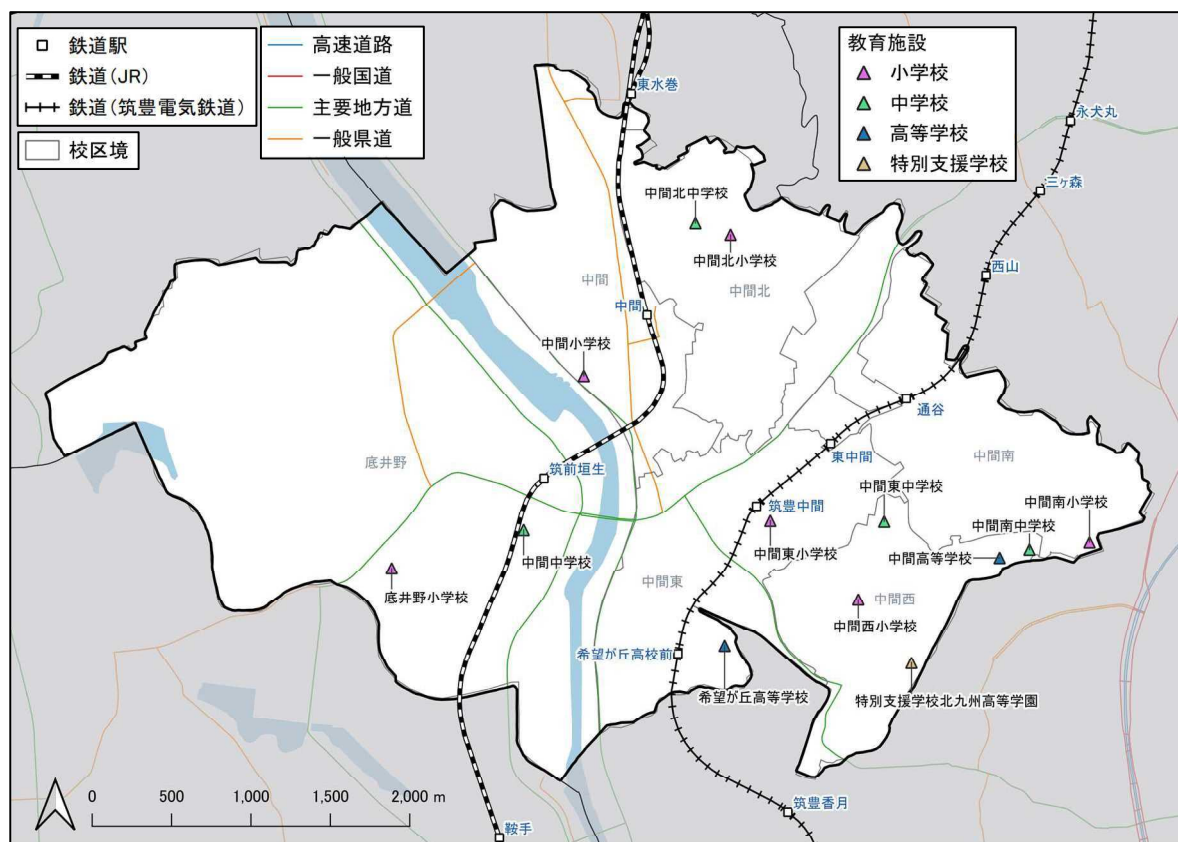 鉄道駅
鉄道(JR)
鉄道(筑豊電気鉄道)
校区境
高速道路
一般国道
主要地方道
一般県道
教育施設
小学校
中学校
高等学校
特別支援学校
東水巻
永犬丸
三ヶ森
西山
中間北中学校
中間北小学校
中間北
中間
中間
中間小学校
通谷
東中間
中間南
底井野
筑前垣生
筑豊中間
中間東中学校
中間南小学校
中間南中学校
中間東小学校
中間高等学校
中間中学校
中間東
底井野小学校
中間西
中間西小学校
希望が丘高校前
希望が丘高等学校
特別支援学校北九州高等学園
筑豊香月
鞍手
0 500 1,000 1,500 2,000 m